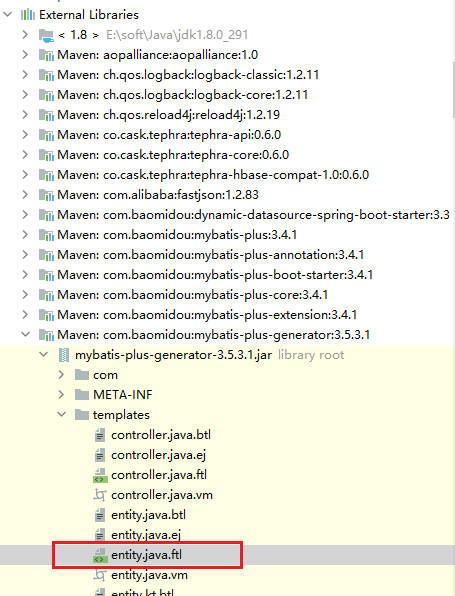 External Libraries
< 1.8 > E:\soft\Java\jdk1.8.0_291
Maven: aopalliance:aopalliance:1.0
Maven: ch.qos.logback:logback-classic:1.2.11
Maven: ch.qos.logback:logback-core:1.2.11
Maven: ch.qos.reload4j:reload4j:1.2.19
Maven: co.cask.tephra:tephra-api:0.6.0
Maven: co.cask.tephra:tephra-core:0.6.0
Maven: co.cask.tephra:tephra-hbase-compat-1.0:0.6.0
Maven: com.alibaba:fastjson:1.2.83
Maven: com.baomidou:dynamic-datasource-spring-boot-starter:3.3
Maven: com.baomidou:mybatis-plus:3.4.1
Maven: com.baomidou:mybatis-plus-annotation:3.4.1
Maven: com.baomidou:mybatis-plus-boot-starter:3.4.1
Maven: com.baomidou:mybatis-plus-core:3.4.1
Maven: com.baomidou:mybatis-plus-extension:3.4.1
Maven: com.baomidou:mybatis-plus-generator:3.5.3.1
mybatis-plus-generator-3.5.3.1.jar library root
com
META-INF
templates
controller.java.btl
controller.java.ej
controller.java.ftl
controller.java.vm
entity.java.btl
entity.java.ej
entity.java.ftl
entity.java.vm
entity.kt.btl